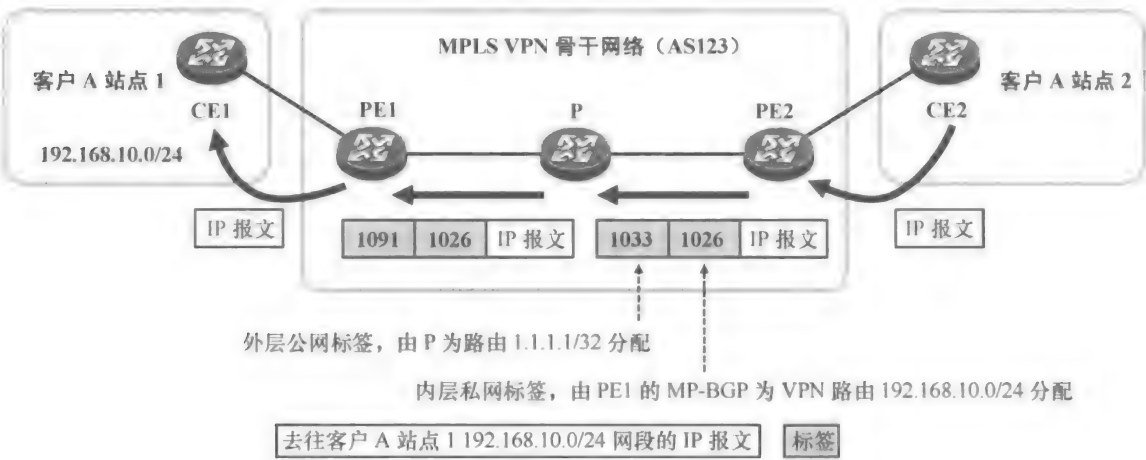 MPLS VPN 骨干网络（AS123）
客户 A 站点 1
客户 A 站点 2
CE1
PE1
P
PE2
CE2
192.168.10.0/24
IP 报文
1091 1026 IP 报文
1033 1026 IP 报文
IP 报文
外层公网标签，由 P 为路由 1.1.1.1/32 分配
内层私网标签，由 PE1 的 MP-BGP 为 VPN 路由 192.168.10.0/24 分配
去往客户 A 站点 1 192.168.10.0/24 网段的 IP 报文
标签